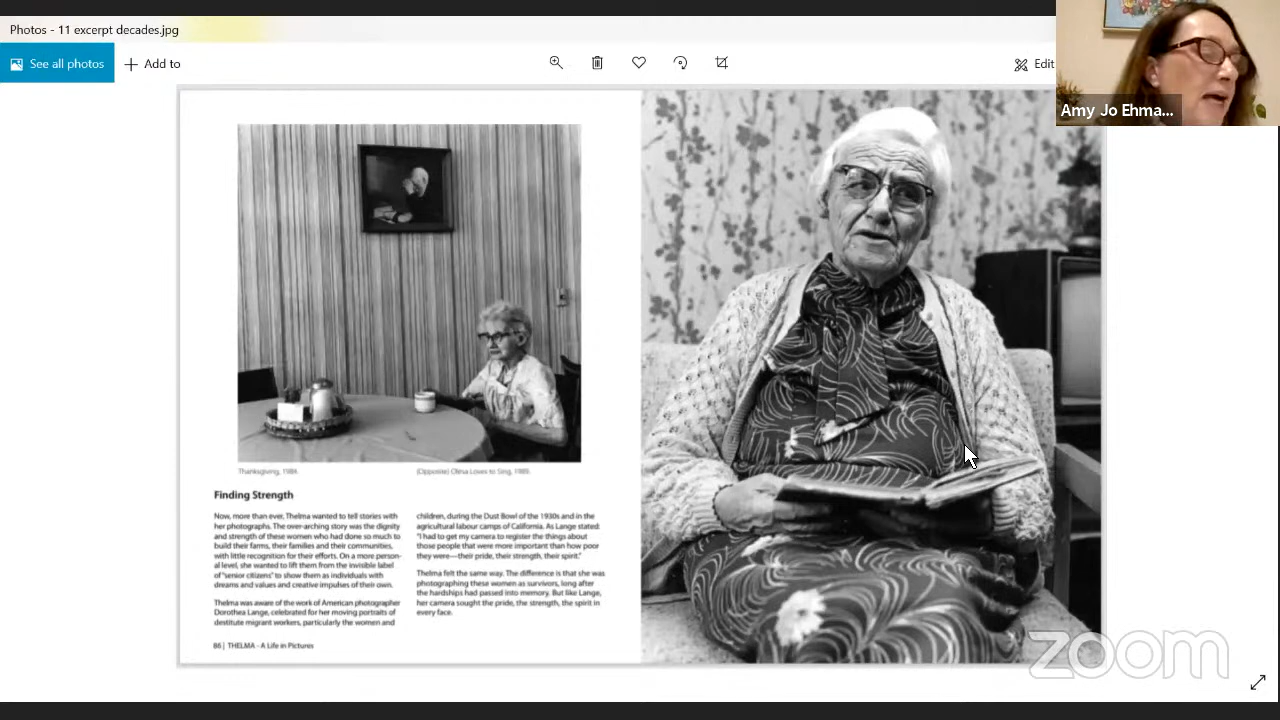 Photos - 11 excerpt decades.jpg
See all photos
Add to
Edit
Amy Jo Ehma...
Thanksgiving, 1984.
(Opposite) Olina Loves to Sing, 1989.
Finding Strength
Now, more than ever, Thelma wanted to tell stories with
her photographs. The over-arching story was the dignity
and strength of these women who had done so much to
build their farms, their families and their communities,
with little recognition for their efforts. On a more person-
al level, she wanted to lift them from the invisible label
of "senior citizens" to show them as individuals with
dreams and values and creative impulses of their own.
Thelma was aware of the work of American photographer
Dorothea Lange, celebrated for her moving portraits of
destitute migrant workers, particularly the women and
children, during the Dust Bowl of the 1930s and in the
agricultural labour camps of California. As Lange stated:
"I had to get my camera to register the things about
those people that were more important than how poor
they were—their pride, their strength, their spirit."
Thelma felt the same way. The difference is that she was
photographing these women as survivors, long after
the hardships had passed into memory. But like Lange,
her camera sought the pride, the strength, the spirit in
every face.
86 | THELMA - A Life in Pictures
zoom